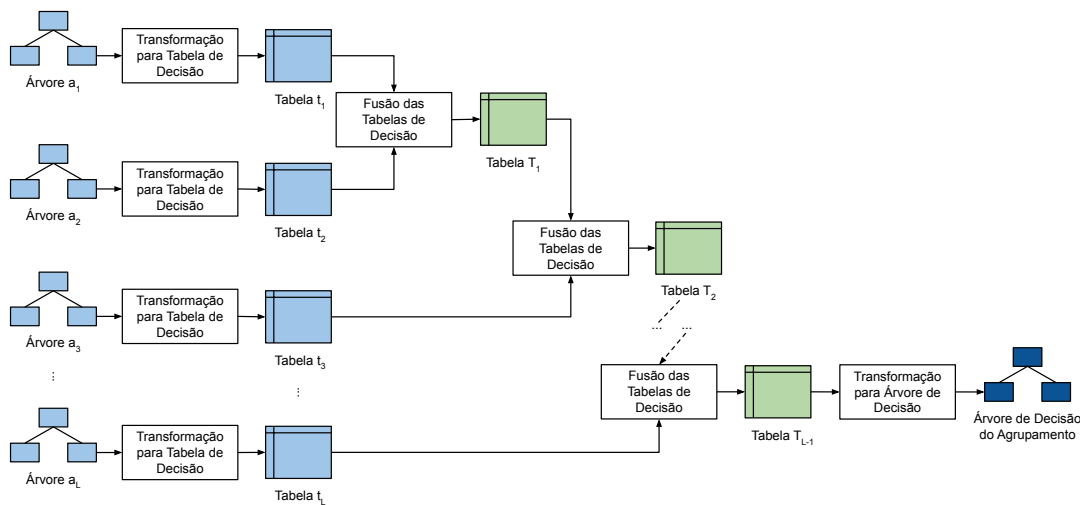 Árvore a1
Transformação
para Tabela de
Decisão
Tabela t1
Fusão das
Tabelas de
Decisão
Tabela T1
Árvore a2
Transformação
para Tabela de
Decisão
Tabela t2
Fusão das
Tabelas de
Decisão
Tabela T2
Árvore a3
Transformação
para Tabela de
Decisão
Tabela t3
...
...
...
...
Fusão das
Tabelas de
Decisão
Tabela TL-1
Transformação
para Árvore de
Decisão
Árvore de Decisão
do Agrupamento
Árvore aL
Transformação
para Tabela de
Decisão
Tabela tL